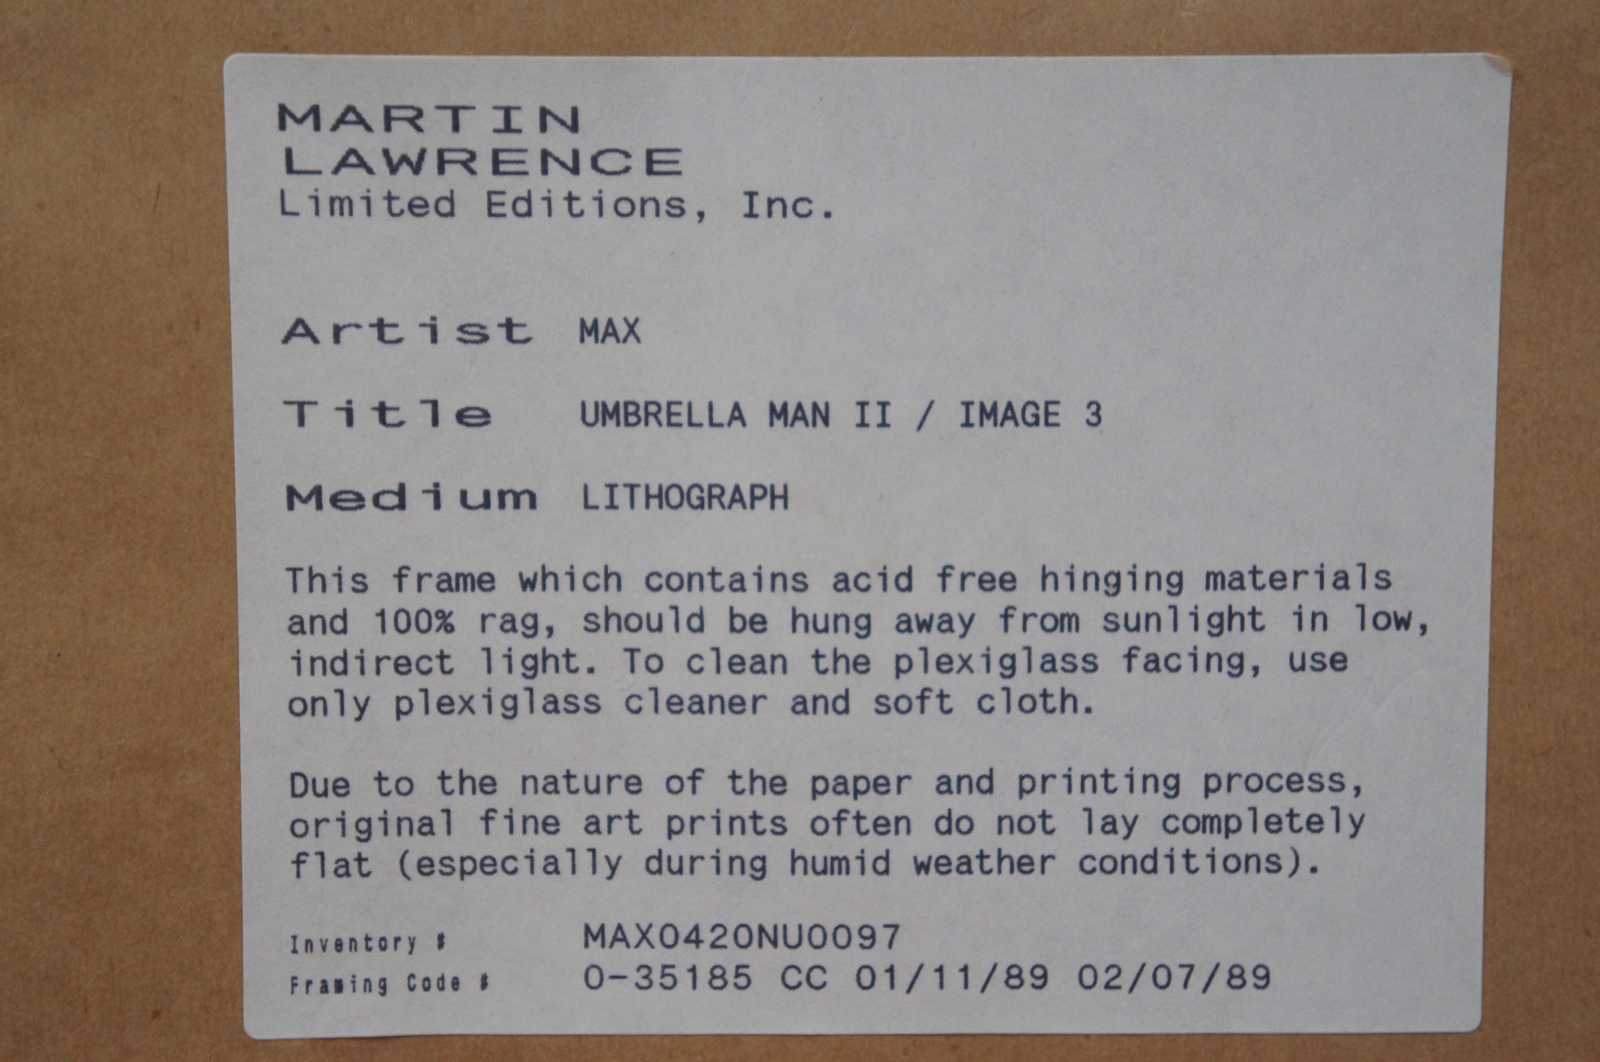 MARTIN
LAWRENCE
Limited Editions, Inc.
Artist MAX
Title UMBRELLA MAN II / IMAGE 3
Medium LITHOGRAPH
This frame which contains acid free hinging materials
and 100% rag, should be hung away from sunlight in low,
indirect light. To clean the plexiglass facing, use
only plexiglass cleaner and soft cloth.
Due to the nature of the paper and printing process,
original fine art prints often do not lay completely
flat (especially during humid weather conditions).
Inventory # MAX0420NU0097
Framing Code # 0-35185 CC 01/11/89 02/07/89